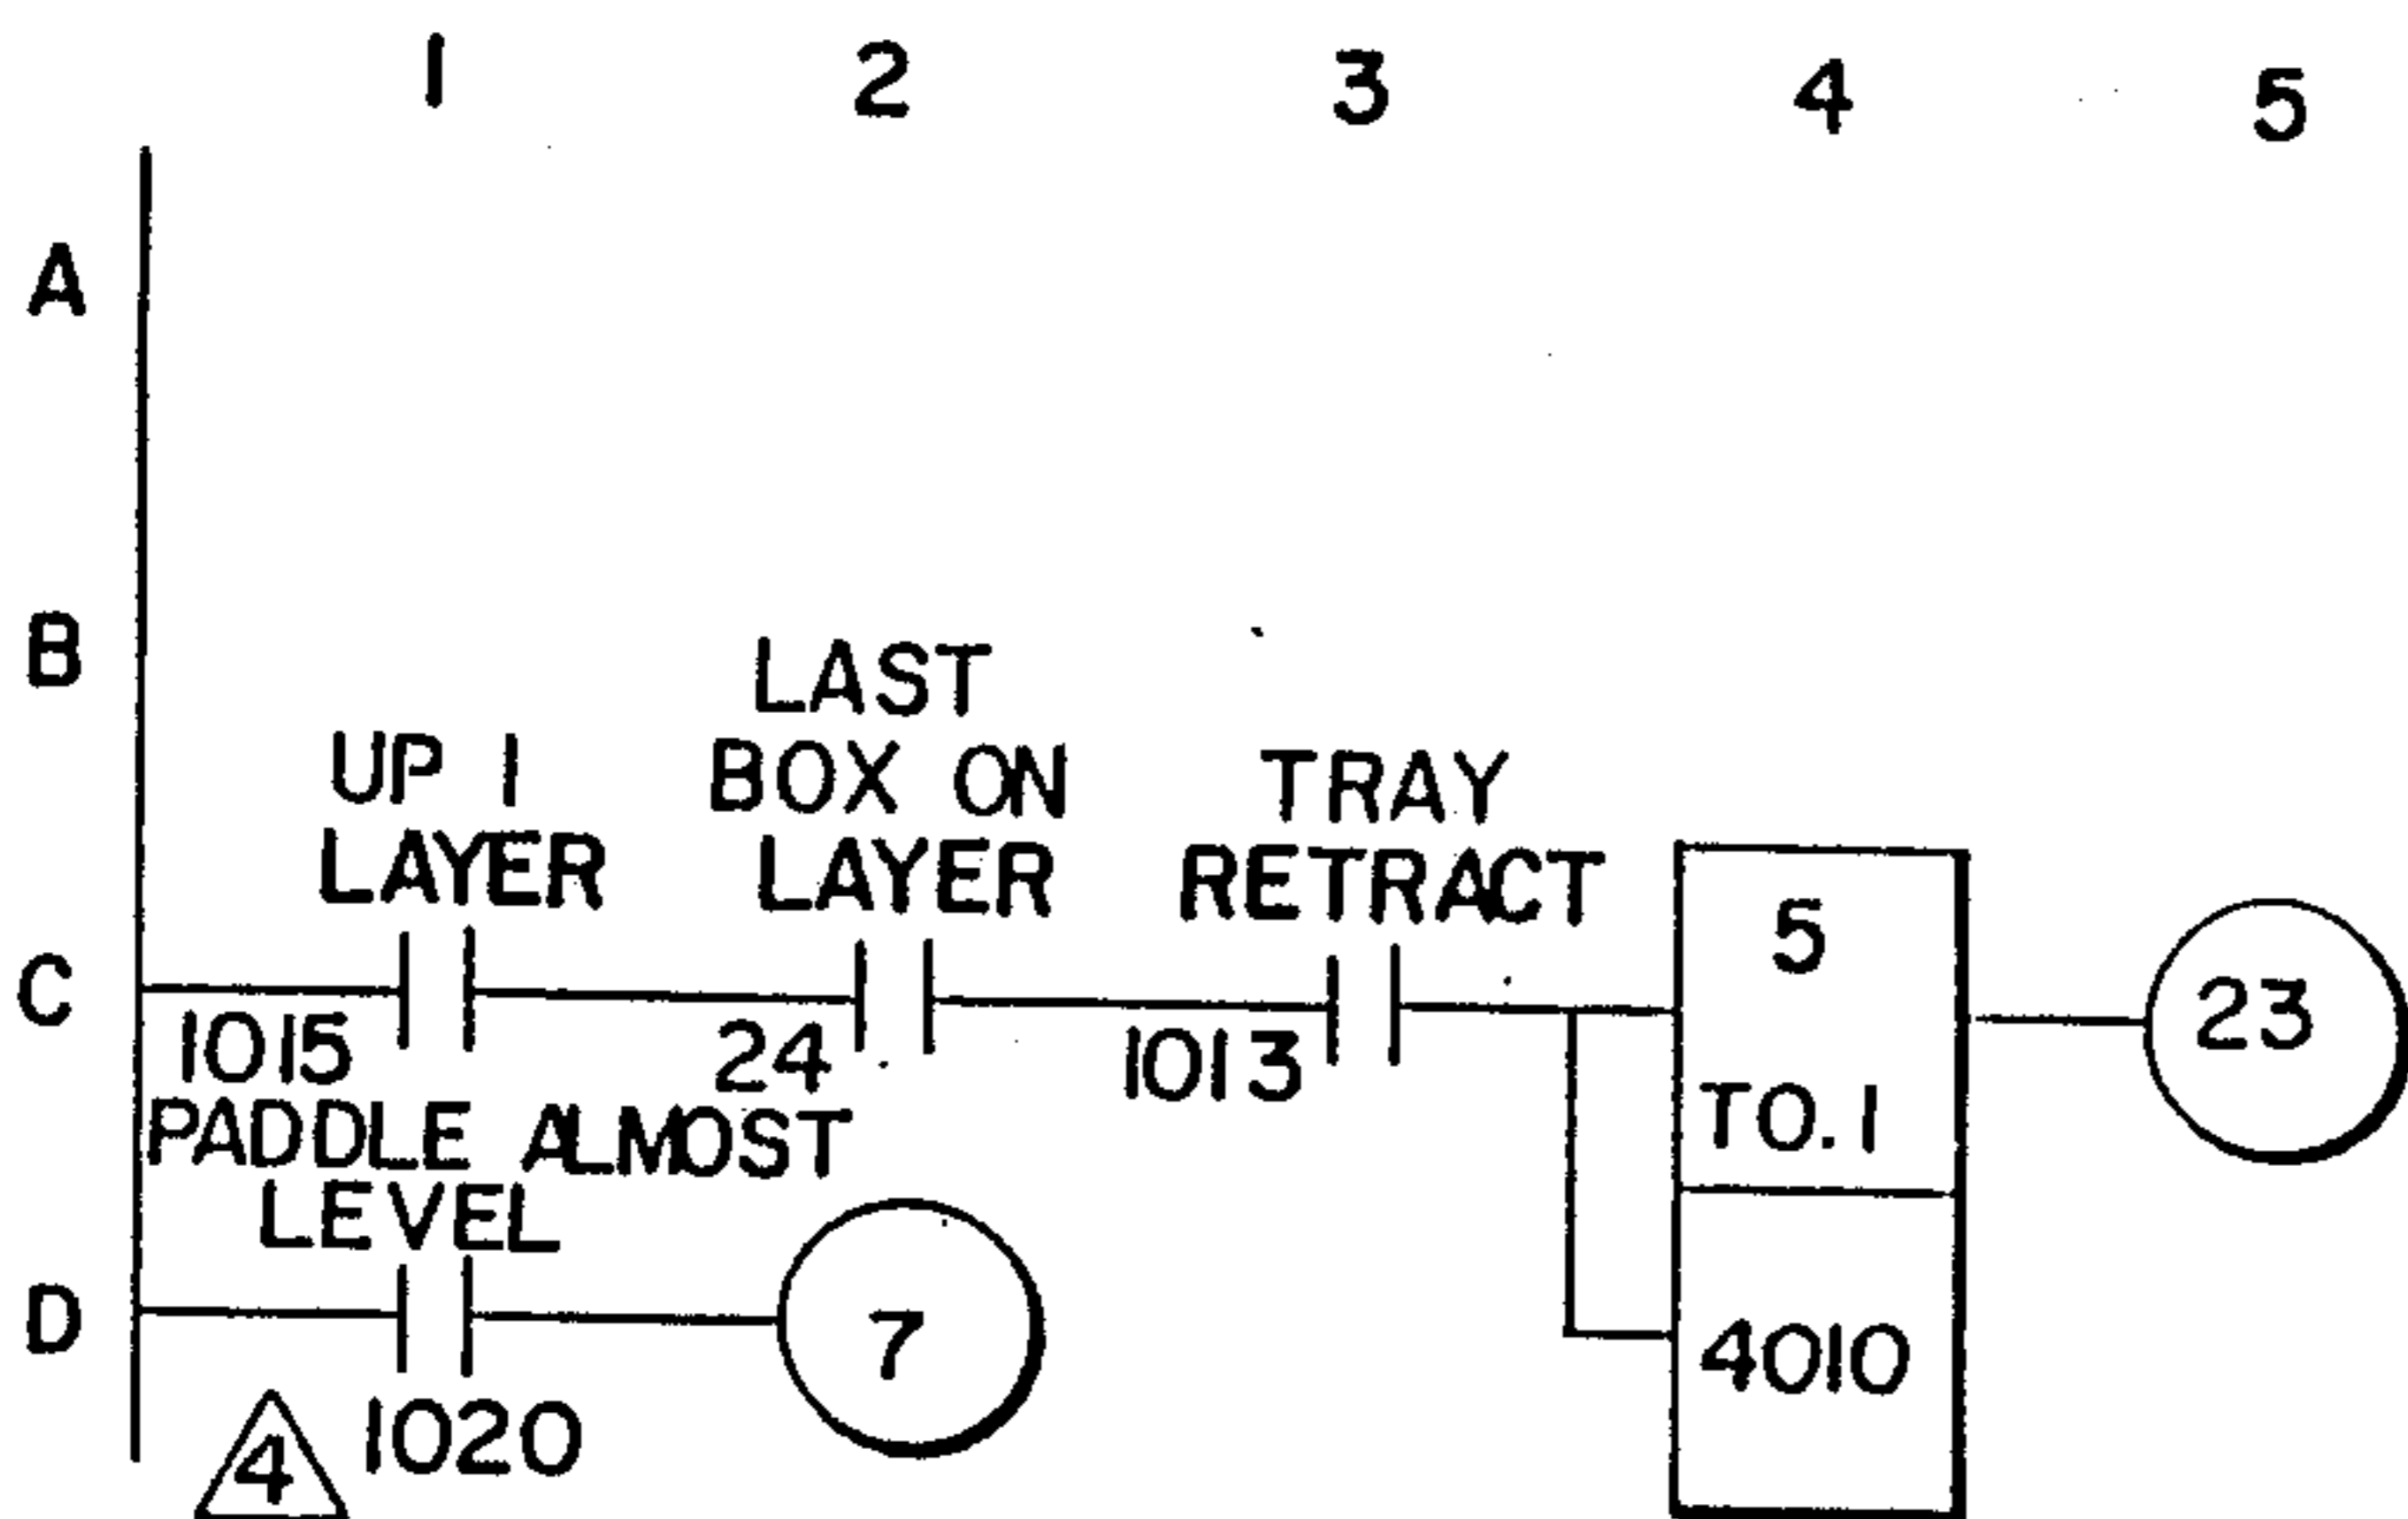 1 2 3 4 5
A
B
LAST
UP 1 BOX ON TRAY
LAYER LAYER RETRACT
5
C 23
1015 24 1013
TO.1
PADDLE ALMOST
LEVEL
D 7
4010
4 1020